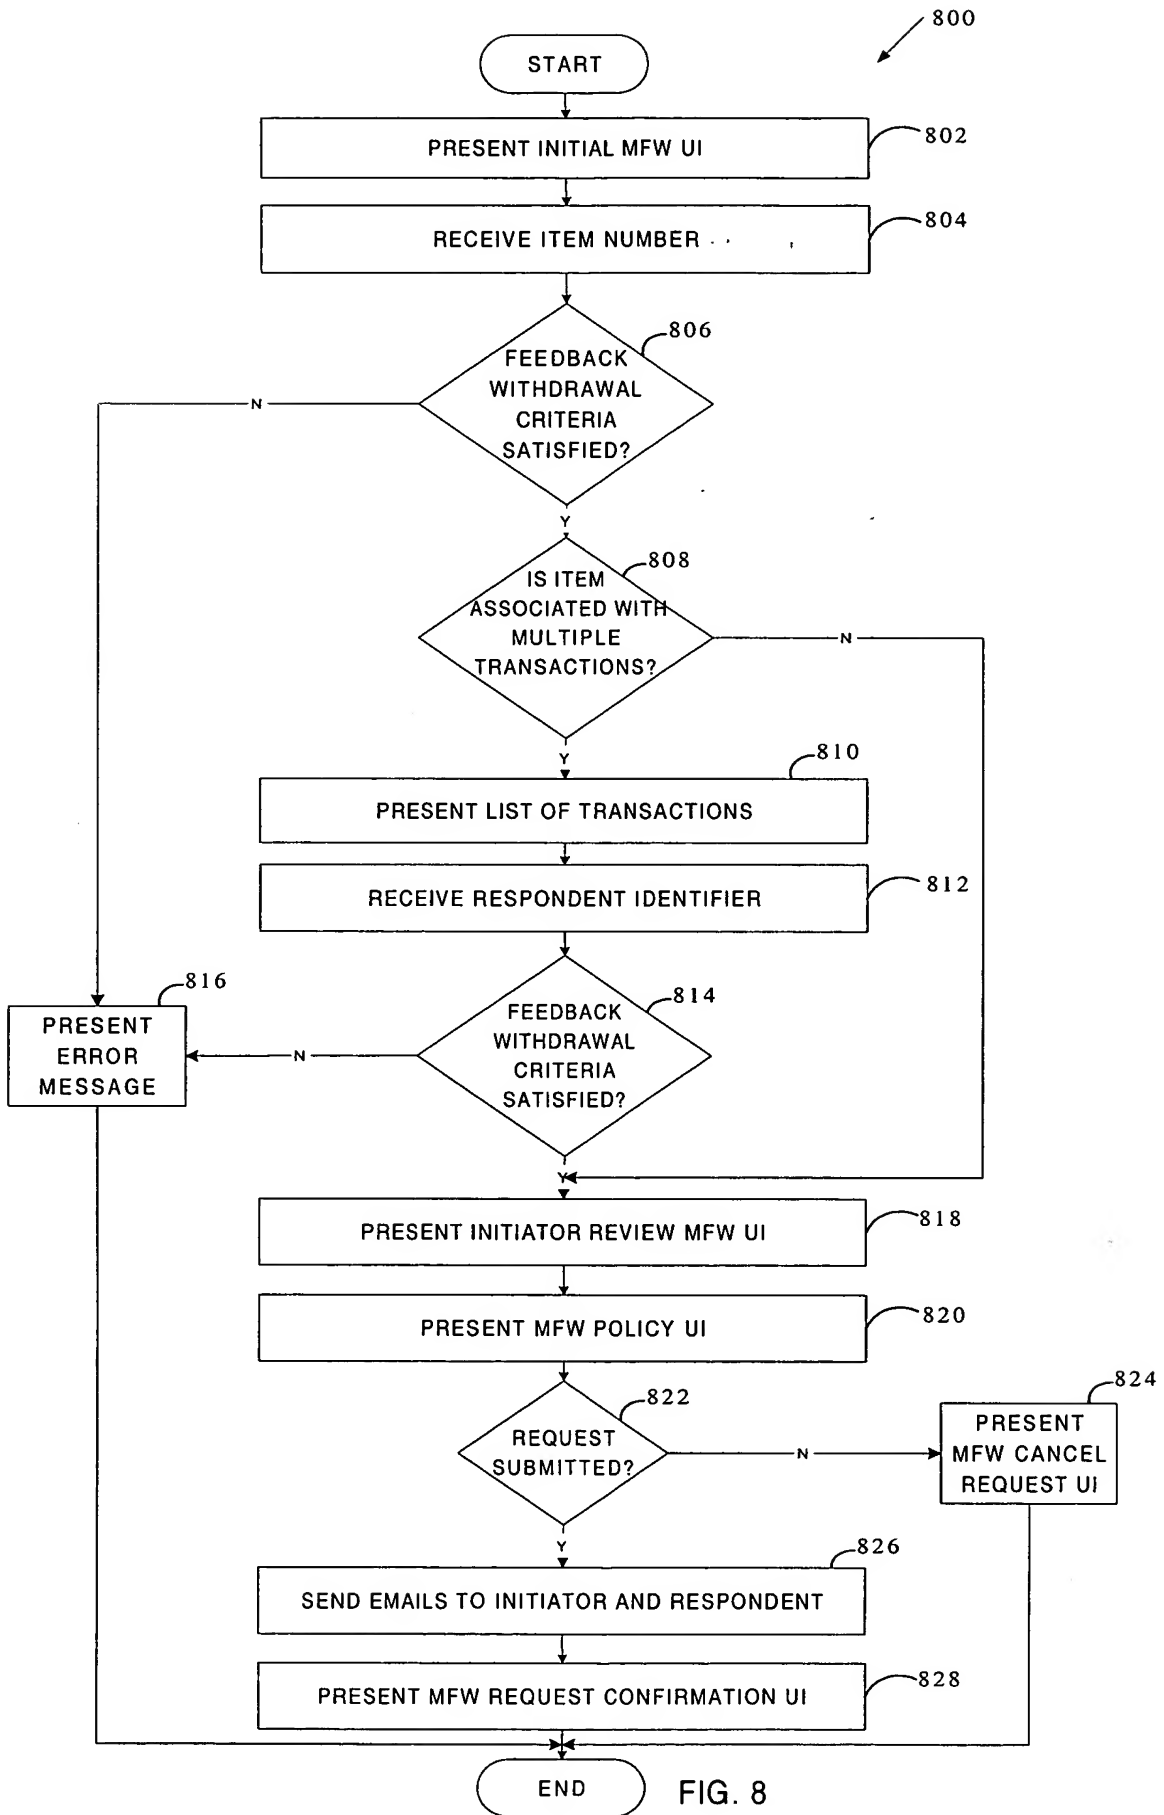 800
START
PRESENT INITIAL MFW UI
802
RECEIVE ITEM NUMBER
804
806
FEEDBACK
WITHDRAWAL
CRITERIA
SATISFIED?
N
Y
808
IS ITEM
ASSOCIATED WITH
MULTIPLE
TRANSACTIONS?
N
Y
810
PRESENT LIST OF TRANSACTIONS
RECEIVE RESPONDENT IDENTIFIER
812
816
PRESENT
ERROR
MESSAGE
N
814
FEEDBACK
WITHDRAWAL
CRITERIA
SATISFIED?
Y
PRESENT INITIATOR REVIEW MFW UI
818
PRESENT MFW POLICY UI
820
822
REQUEST
SUBMITTED?
N
824
PRESENT
MFW CANCEL
REQUEST UI
Y
826
SEND EMAILS TO INITIATOR AND RESPONDENT
PRESENT MFW REQUEST CONFIRMATION UI
828
END
FIG. 8